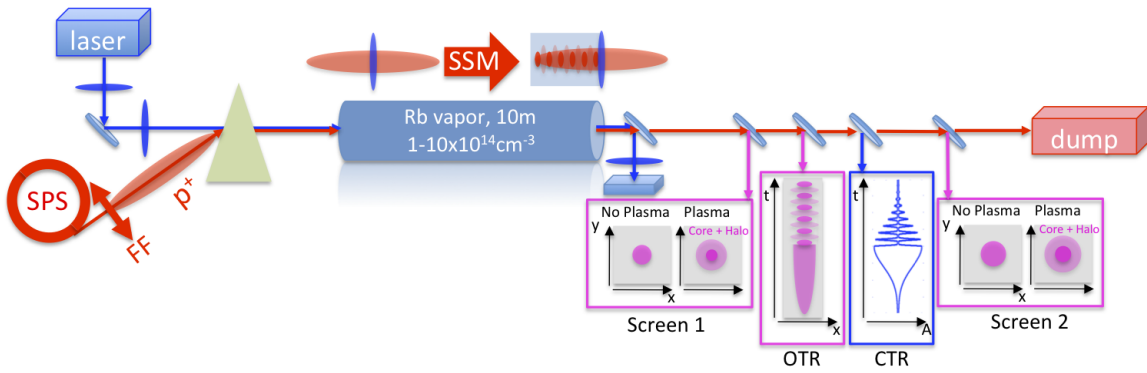 laser
SSM
Rb vapor, 10m
1-10x10¹⁴cm⁻³
dump
SPS
p⁺
FF
No Plasma Plasma
Core + Halo
y
x
Screen 1
t
x
OTR
t
A
CTR
No Plasma Plasma
Core + Halo
y
x
Screen 2